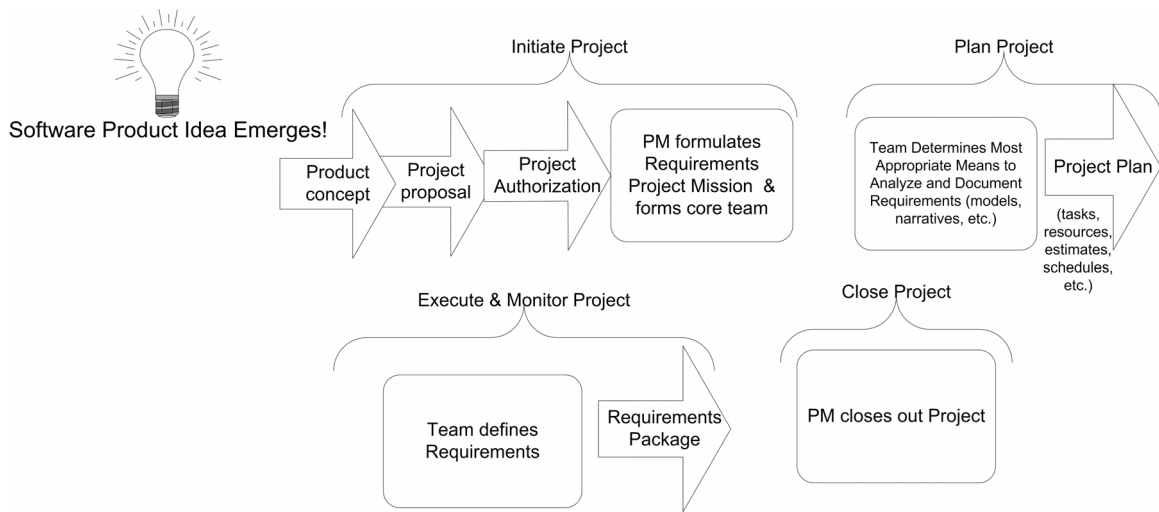 Software Product Idea Emerges!
Initiate Project
Product
concept
Project
proposal
Project
Authorization
PM formulates
Requirements
Project Mission &
forms core team
Plan Project
Team Determines Most
Appropriate Means to
Analyze and Document
Requirements (models,
narratives, etc.)
Project Plan
(tasks,
resources,
estimates,
schedules,
etc.)
Execute & Monitor Project
Team defines
Requirements
Requirements
Package
Close Project
PM closes out Project